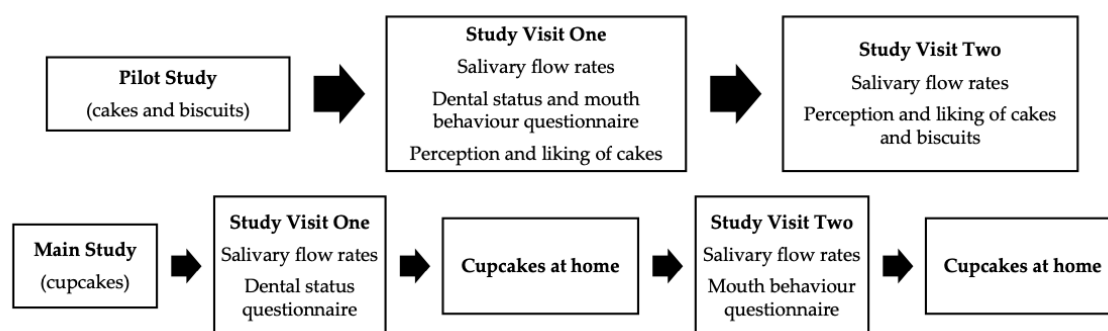 Pilot Study
(cakes and biscuits)
Study Visit One
Salivary flow rates
Dental status and mouth
behaviour questionnaire
Perception and liking of cakes
Study Visit Two
Salivary flow rates
Perception and liking of cakes
and biscuits
Main Study
(cupcakes)
Study Visit One
Salivary flow rates
Dental status
questionnaire
Cupcakes at home
Study Visit Two
Salivary flow rates
Mouth behaviour
questionnaire
Cupcakes at home